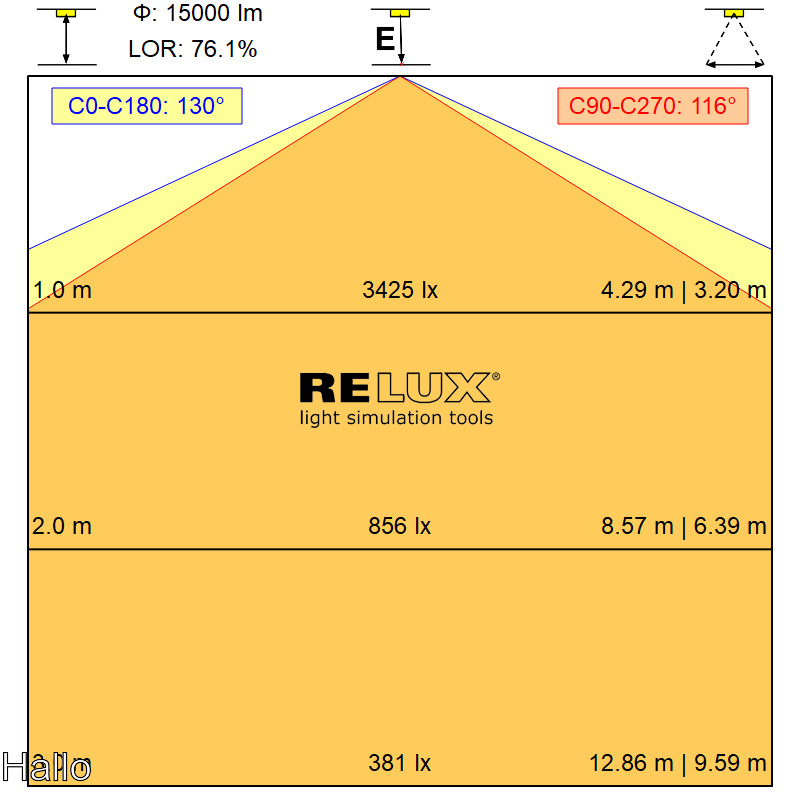 Φ: 15000 lm
LOR: 76.1%
E
C0-C180: 130°
C90-C270: 116°
1.0 m 3425 lx 4.29 m | 3.20 m
RELUX®
light simulation tools
2.0 m 856 lx 8.57 m | 6.39 m
3.0 m 381 lx 12.86 m | 9.59 m
Hallo